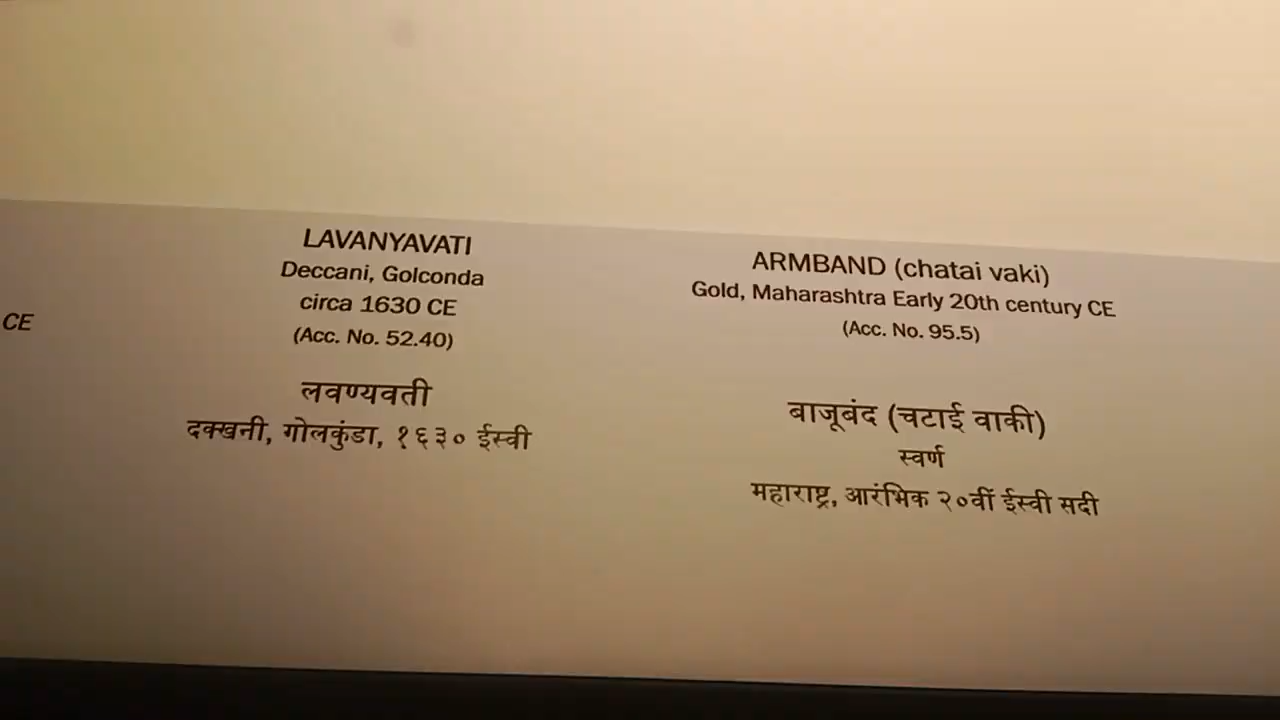 CE
LAVANYAVATI
Deccani, Golconda
circa 1630 CE
(Acc. No. 52.40)
लवण्यवती
दक्खनी, गोलकुंडा, १६३० ईस्वी
ARMBAND (chatai vaki)
Gold, Maharashtra Early 20th century CE
(Acc. No. 95.5)
बाजूबंद (चटाई वाकी)
स्वर्ण
महाराष्ट्र, आरंभिक २०वीं ईस्वी सदी